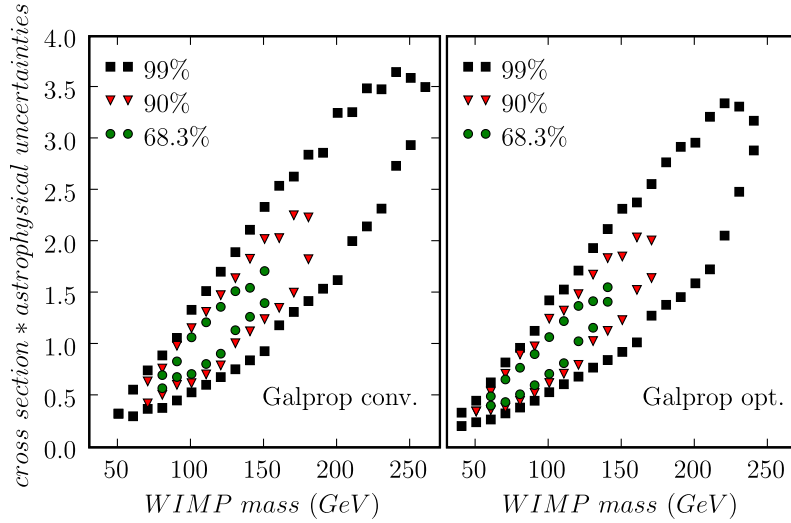 cross section * astrophysical uncertainties
4.0
3.5
3.0
2.5
2.0
1.5
1.0
0.5
0.0
99%
90%
68.3%
Galprop conv.
50 100 150 200 250
WIMP mass (GeV)
99%
90%
68.3%
Galprop opt.
50 100 150 200 250
WIMP mass (GeV)